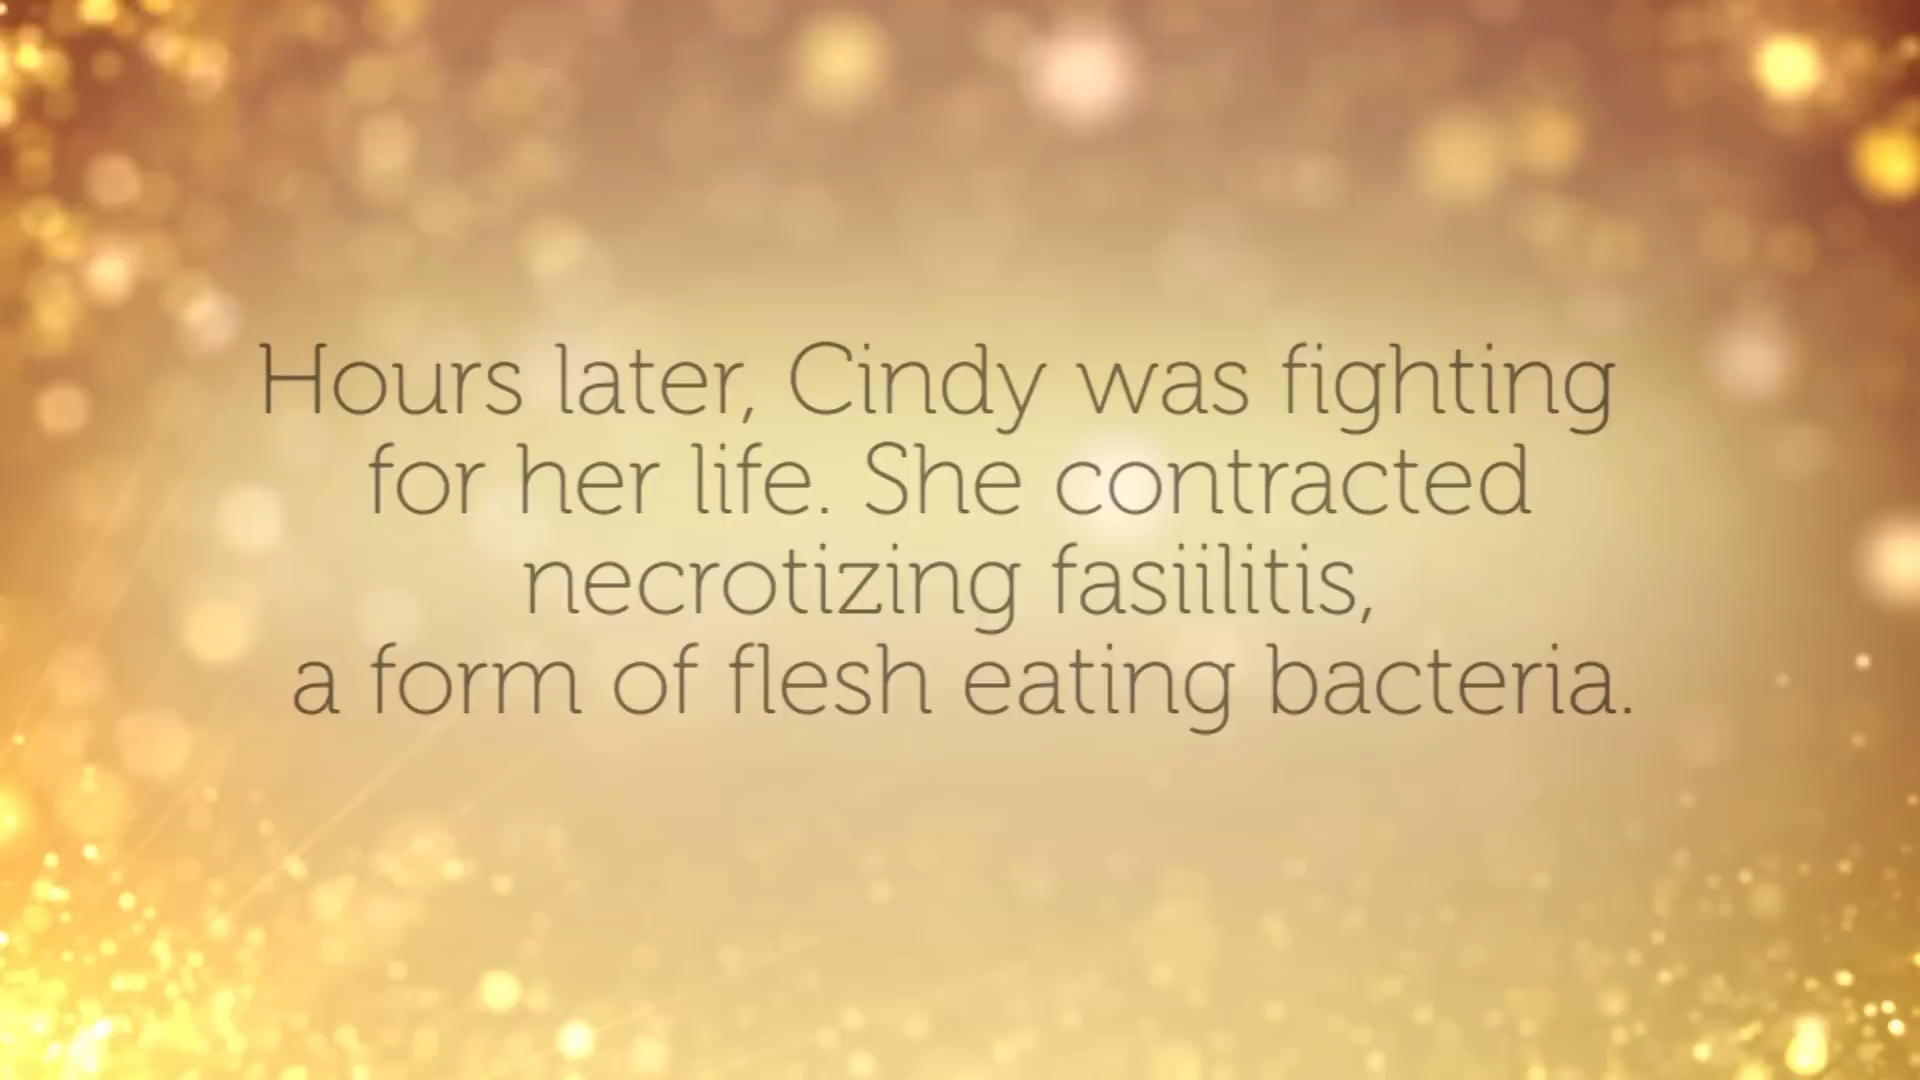 Hours later, Cindy was fighting
for her life. She contracted
necrotizing fasiilitis,
a form of flesh eating bacteria.